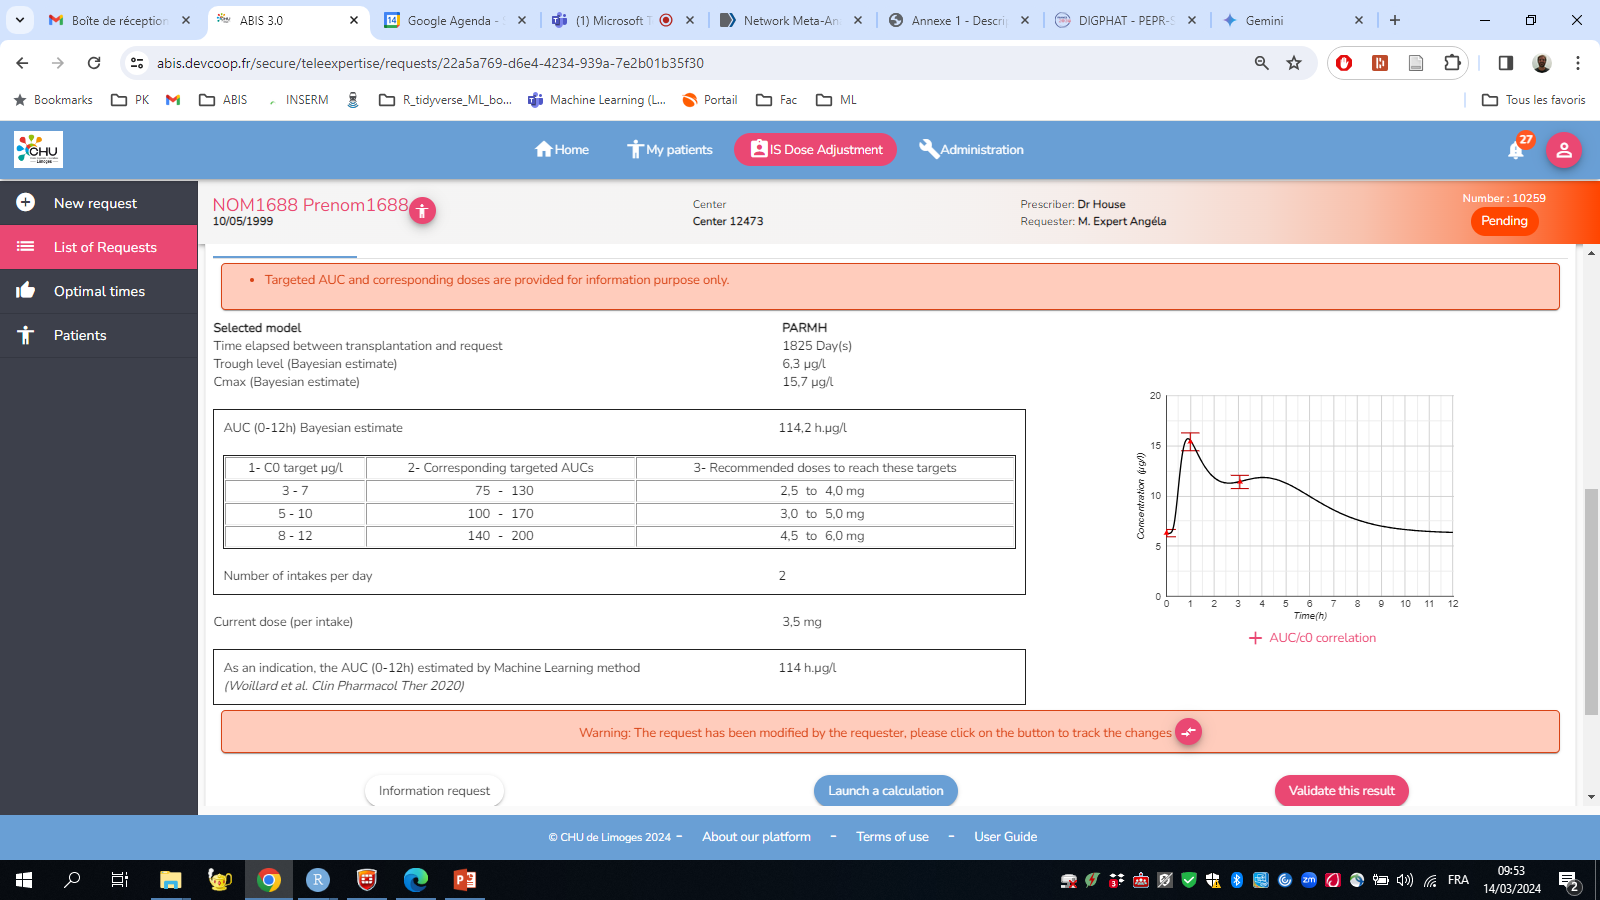 Boîte de réception
ABIS 3.0
14
Google Agenda -
(1) Microsoft T
Network Meta-An
Annexe 1 - Descri
DIGPHAT - PEPR-S
Gemini
abis.devcoop.fr/secure/teleexpertise/requests/22a5a769-d6e4-4234-939a-7e2b01b35f30
Bookmarks
PK
ABIS
INSERM
R_tidyverse_ML_bo...
Machine Learning (L...
Portail
Fac
ML
Tous les favoris
CHU
Limoges
Home
My patients
IS Dose Adjustment
Administration
27
New request
List of Requests
Optimal times
Patients
NOM1688 Prenom1688
10/05/1999
Center
Center 12473
Prescriber: Dr House
Requester: M. Expert Angéla
Number : 10259
Pending
Targeted AUC and corresponding doses are provided for information purpose only.
Selected model PARMH
Time elapsed between transplantation and request 1825 Day(s)
Trough level (Bayesian estimate) 6,3 µg/l
Cmax (Bayesian estimate) 15,7 µg/l
AUC (0-12h) Bayesian estimate 114,2 h.µg/l
1- C0 target µg/l 2- Corresponding targeted AUCs 3- Recommended doses to reach these targets
3 - 7 75 - 130 2,5 to 4,0 mg
5 - 10 100 - 170 3,0 to 5,0 mg
8 - 12 140 - 200 4,5 to 6,0 mg
Number of intakes per day 2
Current dose (per intake) 3,5 mg
As an indication, the AUC (0-12h) estimated by Machine Learning method 114 h.µg/l
(Woillard et al. Clin Pharmacol Ther 2020)
Concentration (µg/l)
20
15
10
5
0
0 1 2 3 4 5 6 7 8 9 10 11 12
Time(h)
AUC/c0 correlation
Warning: The request has been modified by the requester, please click on the button to track the changes
Information request
Launch a calculation
Validate this result
© CHU de Limoges 2024 - About our platform - Terms of use - User Guide
FRA
09:53
14/03/2024
2